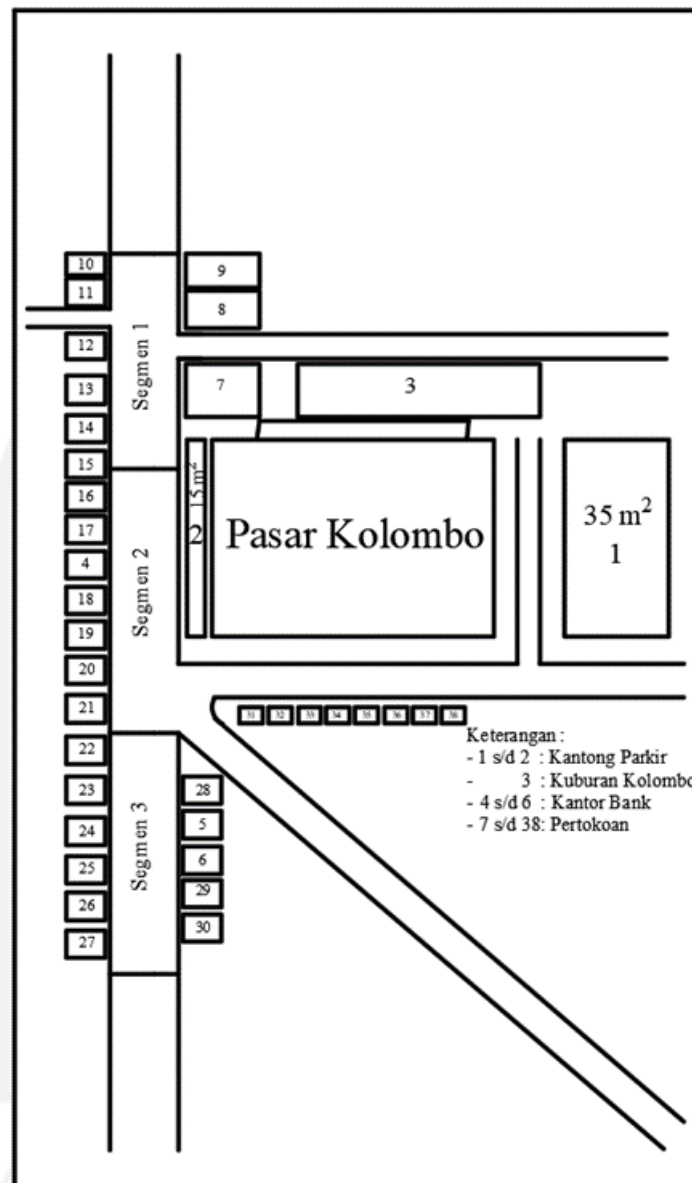 10
9
11
8
12
Segmen 1
7
3
13
14
15
16
15 m²
2
Pasar Kolombo
35 m²
1
17
4
Segmen 2
18
19
20
21
31 32 33 34 35 36 37 38
Keterangan :
- 1 s/d 2 : Kantong Parkir
- 3 : Kuburan Kolombo
- 4 s/d 6 : Kantor Bank
- 7 s/d 38: Pertokoan
22
23
28
24
Segmen 3
5
25
6
26
29
27
30